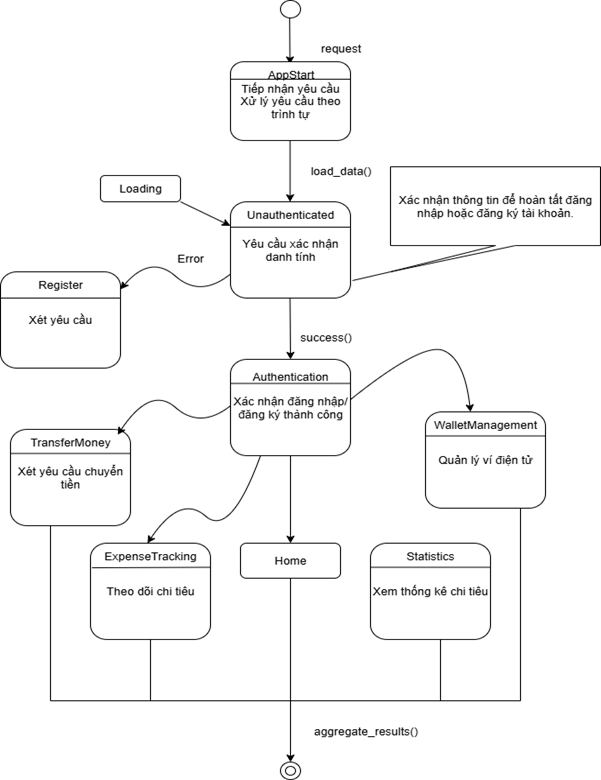 request
AppStart
Tiếp nhận yêu cầu
Xử lý yêu cầu theo
trình tự
load_data()
Loading
Unauthenticated
Yêu cầu xác nhận
danh tính
Xác nhận thông tin để hoàn tất đăng
nhập hoặc đăng ký tài khoản.
Error
Register
Xét yêu cầu
success()
Authentication
Xác nhận đăng nhập/
đăng ký thành công
TransferMoney
Xét yêu cầu chuyển
tiền
WalletManagement
Quản lý ví điện tử
ExpenseTracking
Theo dõi chi tiêu
Home
Statistics
Xem thống kê chi tiêu
aggregate_results()